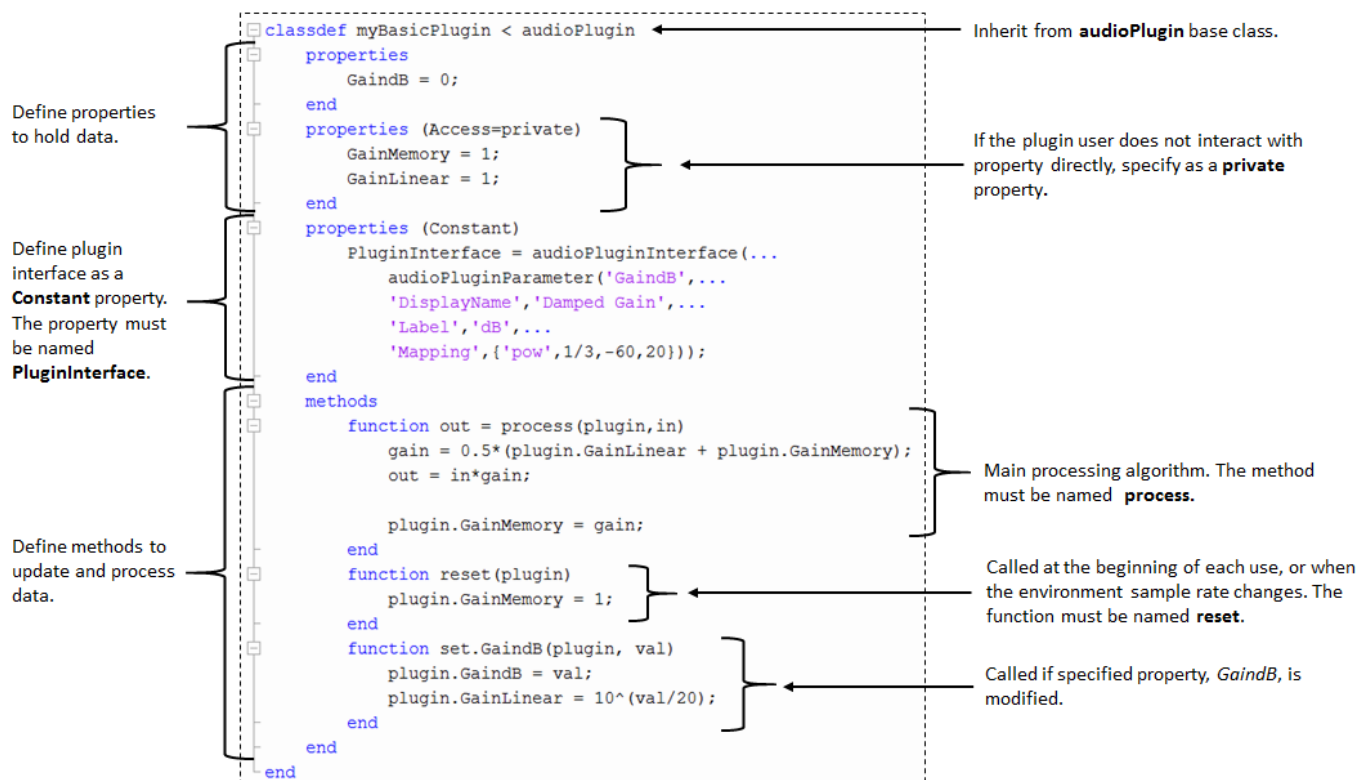 classdef myBasicPlugin < audioPlugin
Inherit from audioPlugin base class.
properties
GaindB = 0;
end
Define properties
to hold data.
properties (Access=private)
GainMemory = 1;
GainLinear = 1;
end
If the plugin user does not interact with
property directly, specify as a private
property.
properties (Constant)
PluginInterface = audioPluginInterface(...
audioPluginParameter('GaindB',...
'DisplayName','Damped Gain',...
'Label','dB',...
'Mapping',{'pow',1/3,-60,20}));
end
Define plugin
interface as a
Constant property.
The property must
be named
PluginInterface.
methods
function out = process(plugin,in)
gain = 0.5*(plugin.GainLinear + plugin.GainMemory);
out = in*gain;
plugin.GainMemory = gain;
end
Main processing algorithm. The method
must be named process.
Define methods to
update and process
data.
function reset(plugin)
plugin.GainMemory = 1;
end
Called at the beginning of each use, or when
the environment sample rate changes. The
function must be named reset.
function set.GaindB(plugin, val)
plugin.GaindB = val;
plugin.GainLinear = 10^(val/20);
end
Called if specified property, GaindB, is
modified.
end
end